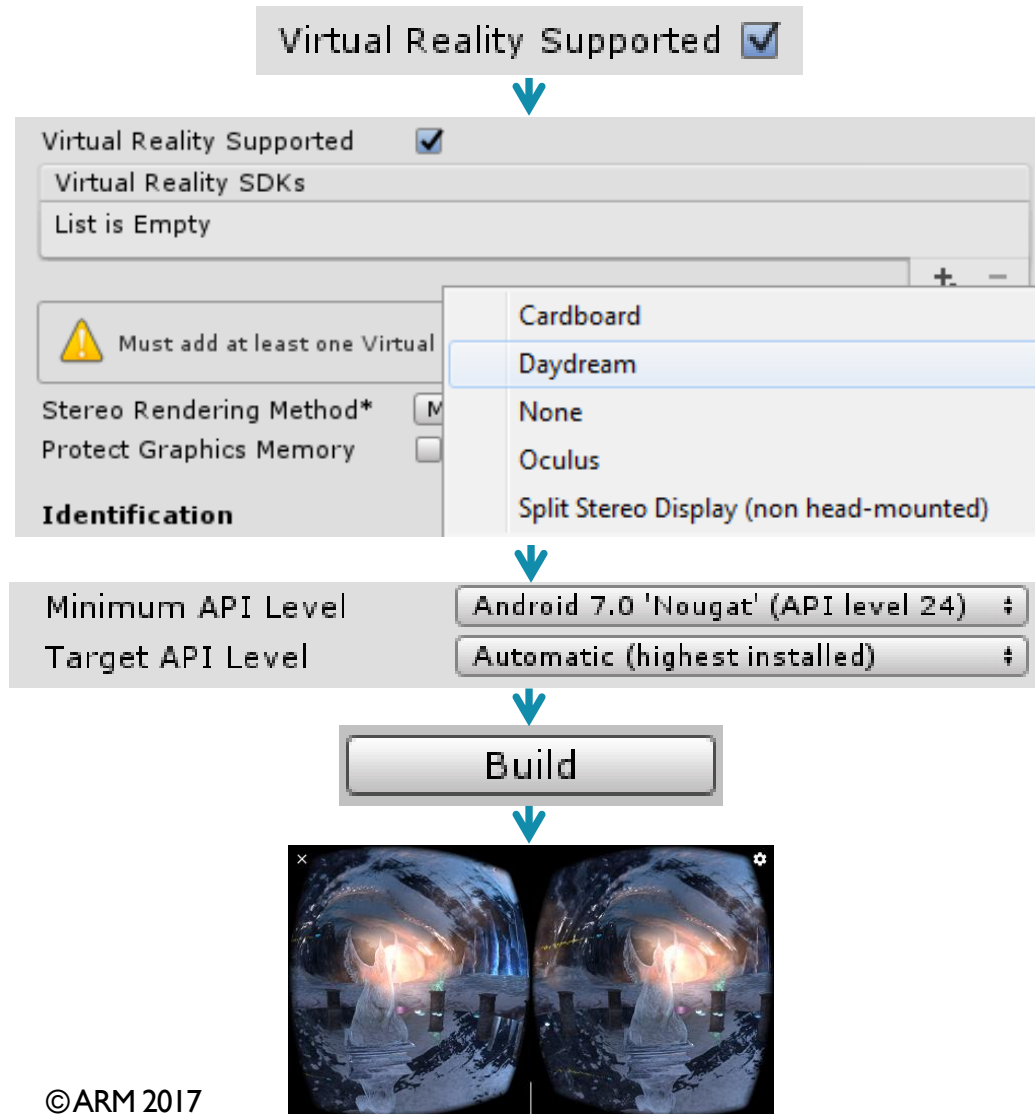 Virtual Reality Supported
Virtual Reality Supported
Virtual Reality SDKs
List is Empty
Must add at least one Virtual
Cardboard
Daydream
None
Oculus
Split Stereo Display (non head-mounted)
Stereo Rendering Method* M
Protect Graphics Memory
Identification
Minimum API Level Android 7.0 'Nougat' (API level 24)
Target API Level Automatic (highest installed)
Build
©ARM 2017